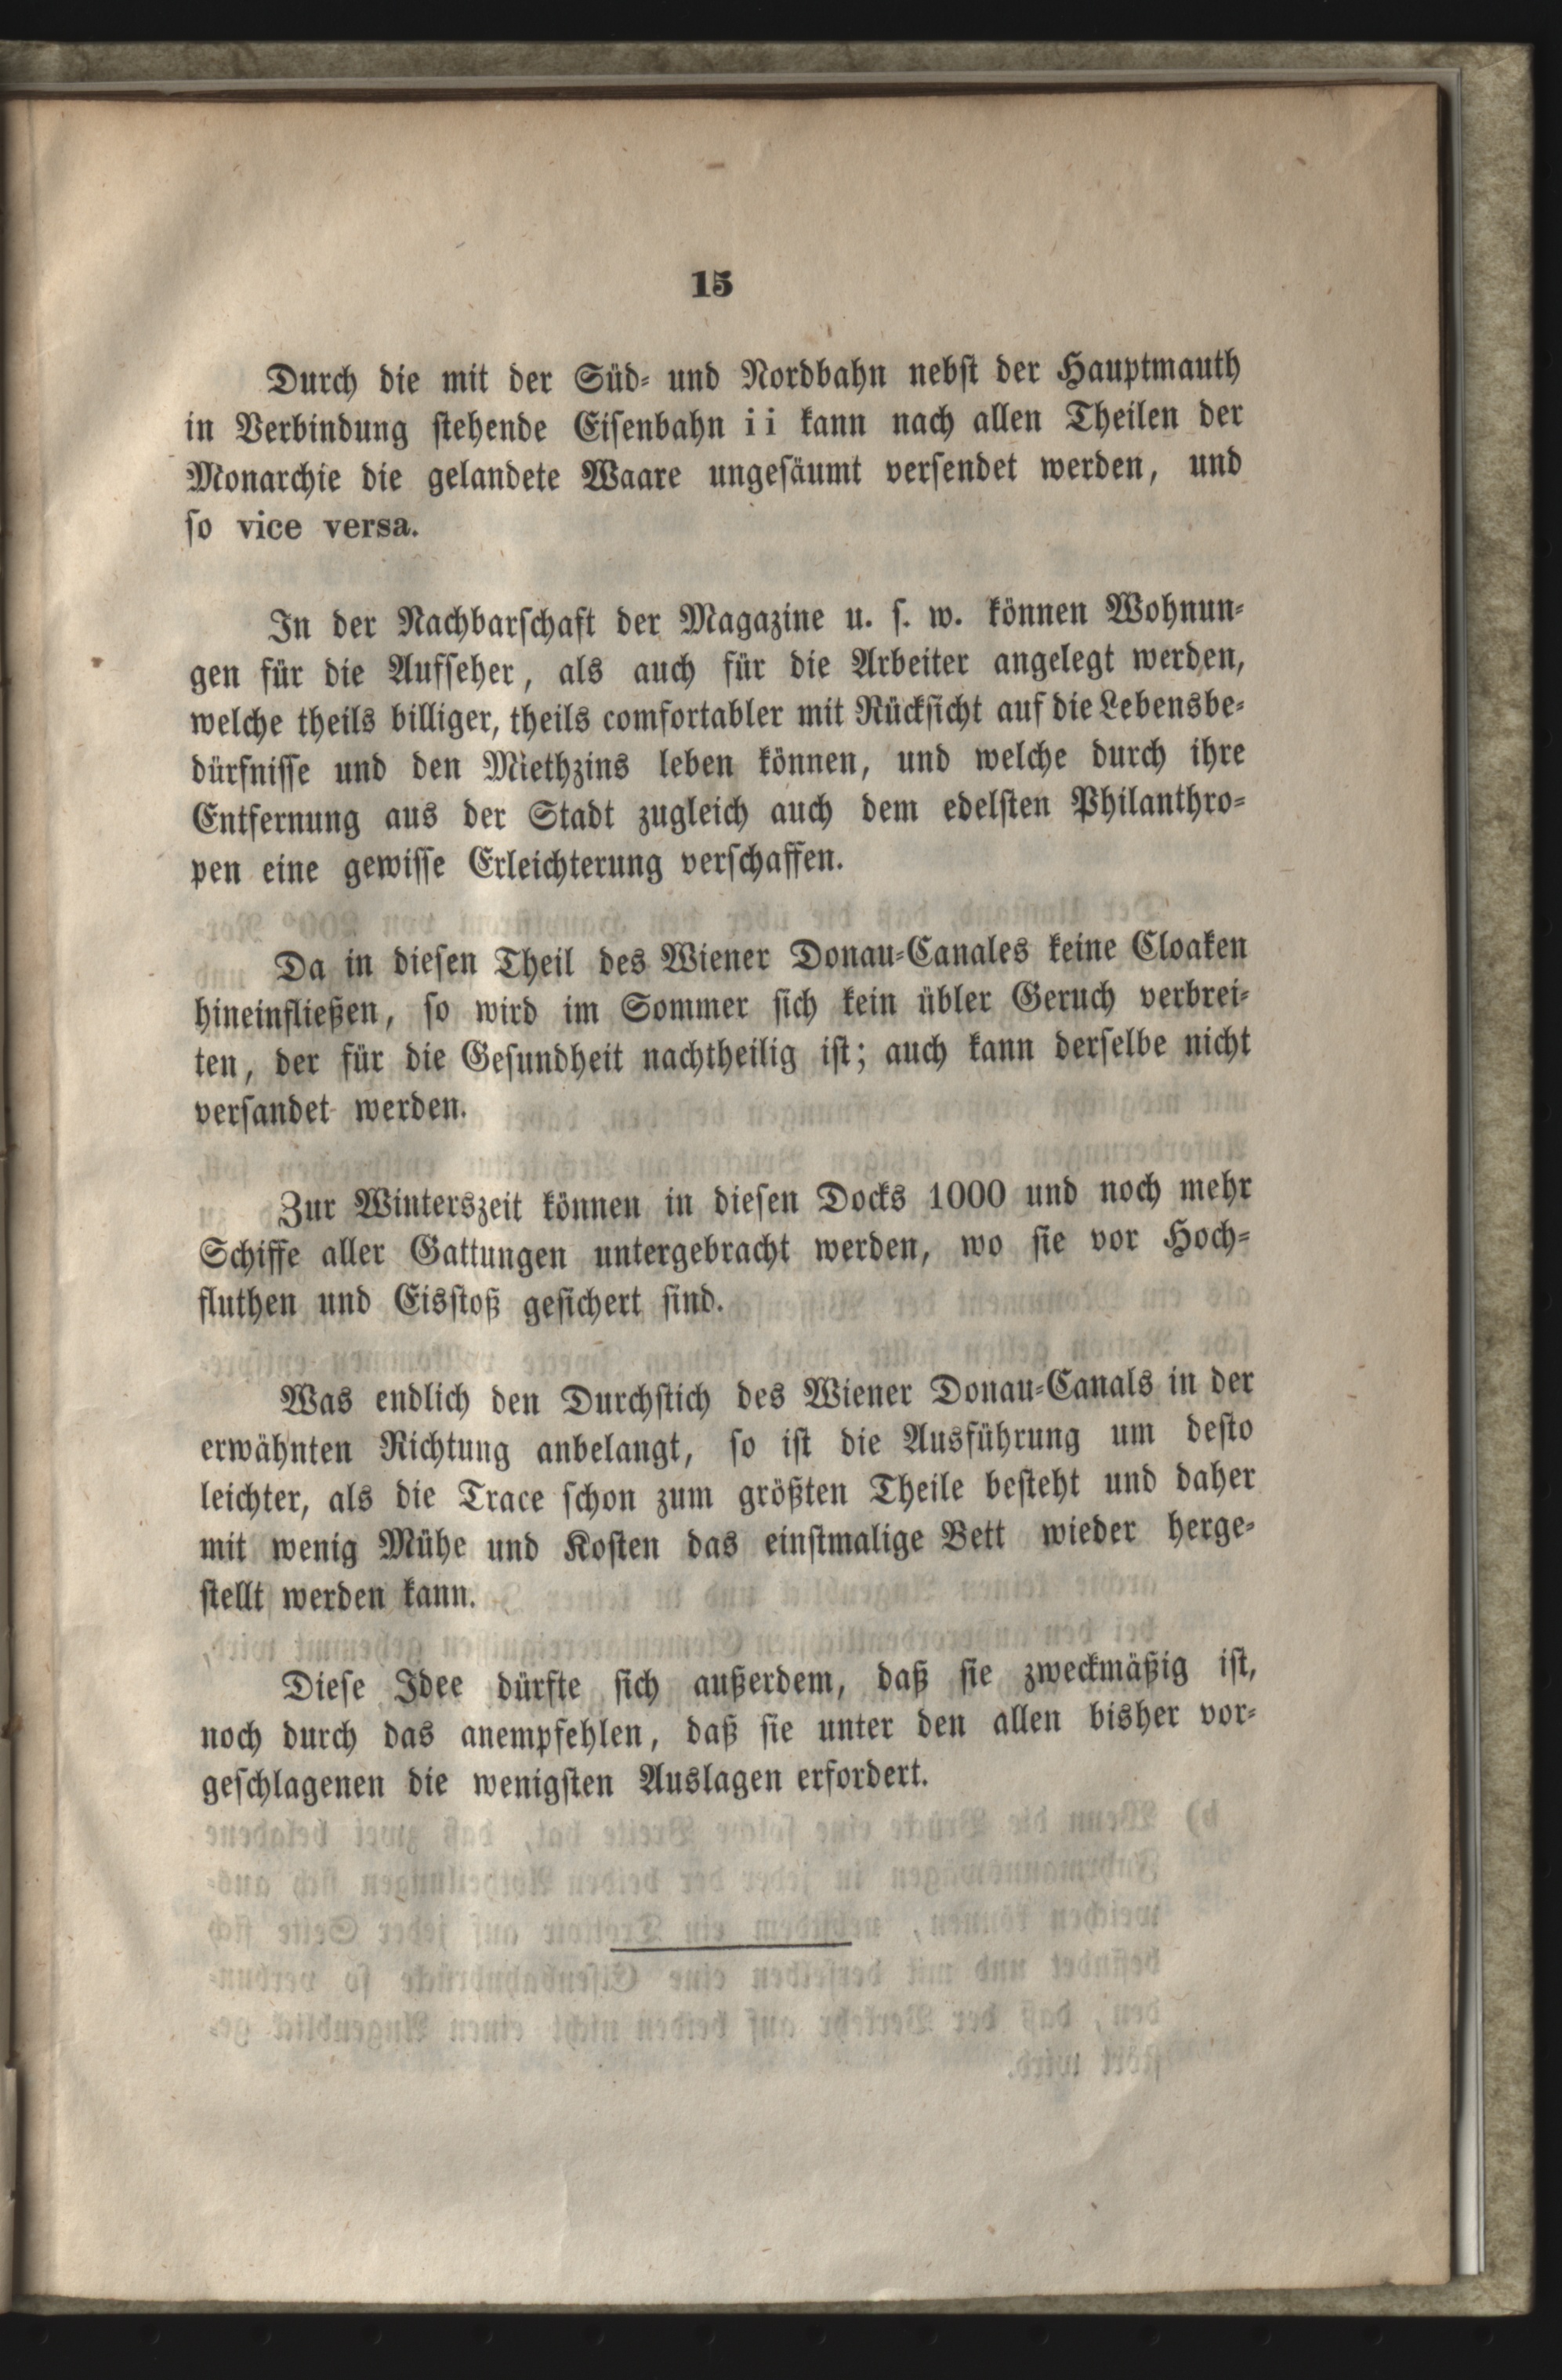 15
Durch die mit der Süd- und Nordbahn nebst der Hauptmauth
in Verbindung stehende Eisenbahn i i kann nach allen Theilen der
Monarchie die gelandete Waare ungesäumt versendet werden, und
so vice versa.
In der Nachbarschaft der Magazine u. s. w. können Wohnun-
gen für die Aufseher, als auch für die Arbeiter angelegt werden,
welche theils billiger, theils comfortabler mit Rücksicht auf die Lebensbe-
dürfnisse und den Miethzins leben können, und welche durch ihre
Entfernung aus der Stadt zugleich auch dem edelsten Philanthro-
pen eine gewisse Erleichterung verschaffen.
Da in diesen Theil des Wiener Donau-Canales keine Cloaken
hineinfließen, so wird im Sommer sich kein übler Geruch verbrei-
ten, der für die Gesundheit nachtheilig ist; auch kann derselbe nicht
versandet werden.
Zur Winterszeit können in diesen Docks 1000 und noch mehr
Schiffe aller Gattungen untergebracht werden, wo sie vor Hoch-
fluthen und Eisstoß gesichert sind.
Was endlich den Durchstich des Wiener Donau-Canals in der
erwähnten Richtung anbelangt, so ist die Ausführung um desto
leichter, als die Trace schon zum größten Theile besteht und daher
mit wenig Mühe und Kosten das einstmalige Bett wieder herge-
stellt werden kann.
Diese Idee dürfte sich außerdem, daß sie zweckmäßig ist,
noch durch das anempfehlen, daß sie unter den allen bisher vor-
geschlagenen die wenigsten Auslagen erfordert.